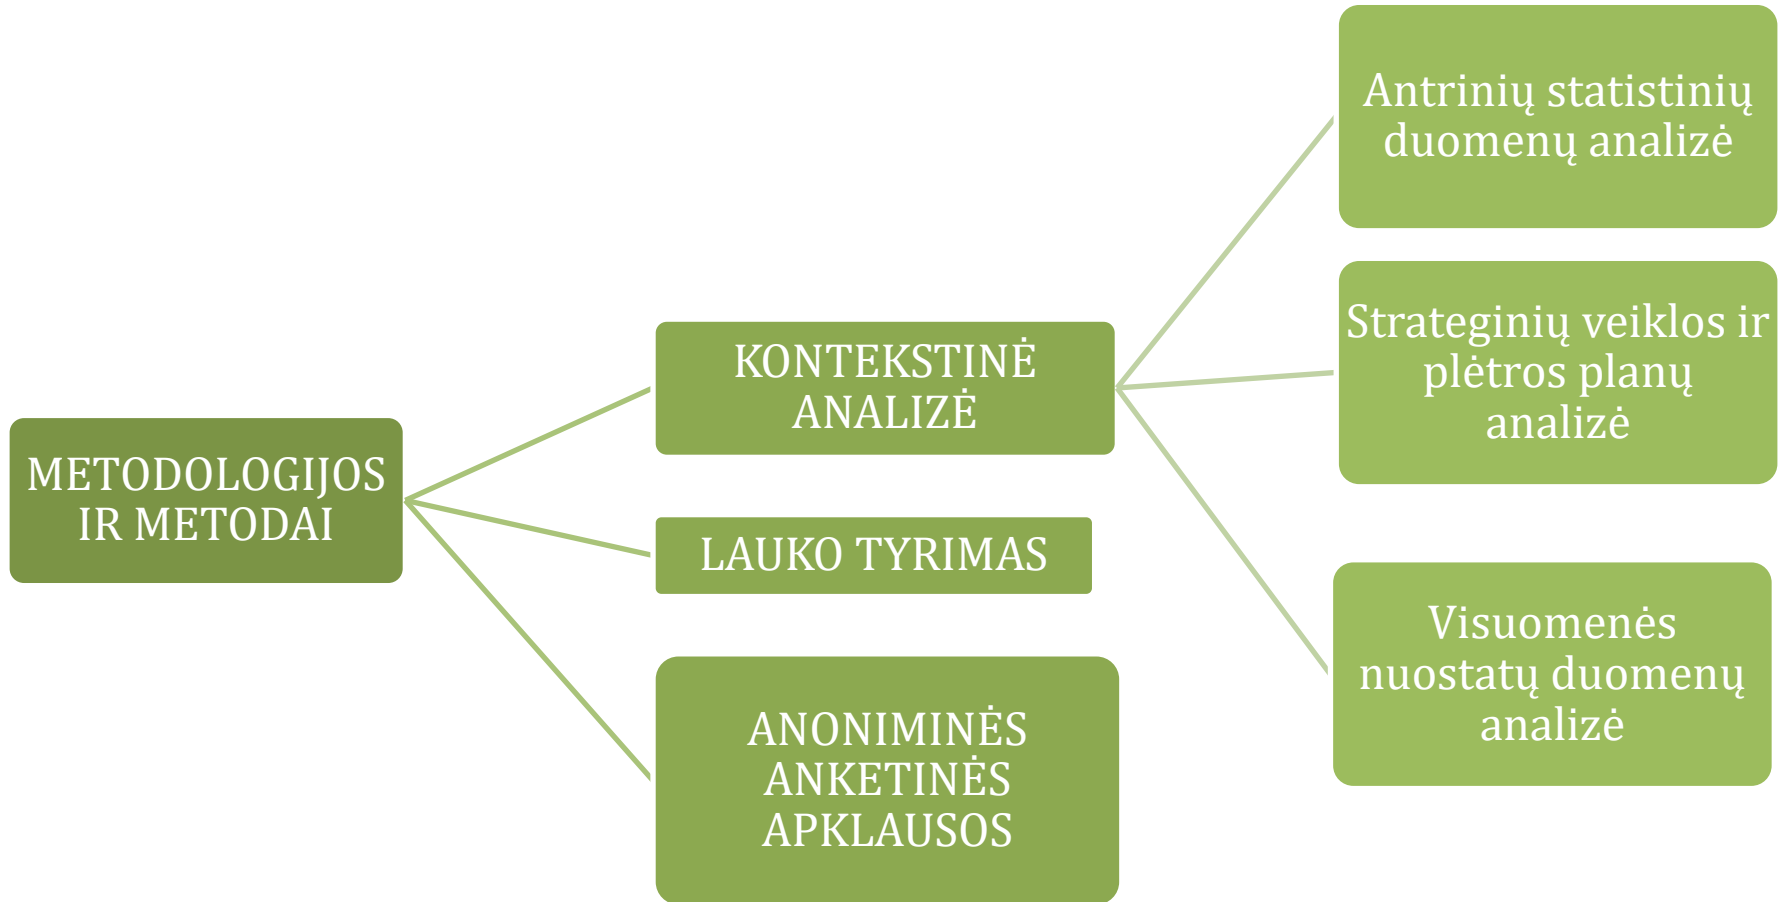 METODOLOGIJOS
IR METODAI
KONTEKSTINĖ
ANALIZĖ
LAUKO TYRIMAS
ANONIMINĖS
ANKETINĖS
APKLAUSOS
Antrinių statistinių
duomenų analizė
Strateginių veiklos ir
plėtros planų
analizė
Visuomenės
nuostatų duomenų
analizė